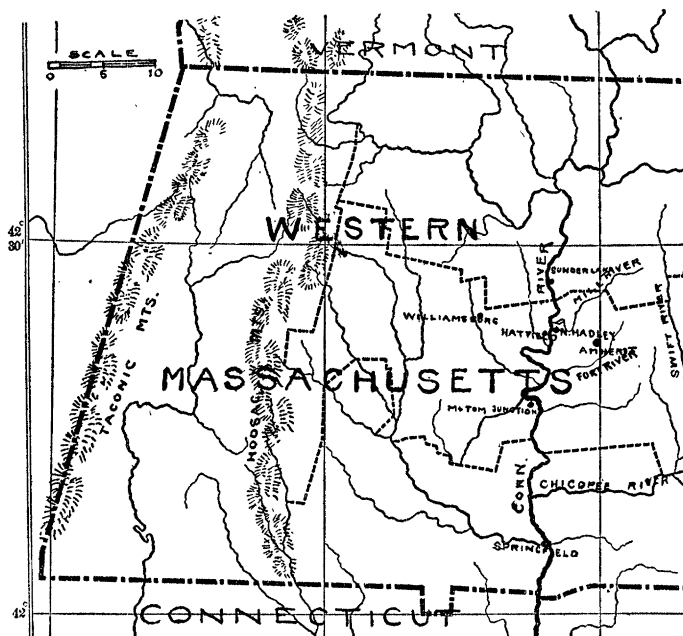 VERMONT
SCALE
0 5 10
42° 30'
WESTERN
RIVER
SUNDERLAND
MILL RIVER
WILLIAMSBURG
HATFIELD
N. HADLEY
AMHERST
SWIFT RIVER
TACONIC MTS.
HOOSAC MTS.
MASSACHUSETTS
FORT RIVER
MT TOM JUNCTION
CONN.
CHICOPEE RIVER
SPRINGFIELD
42°
CONNECTICUT